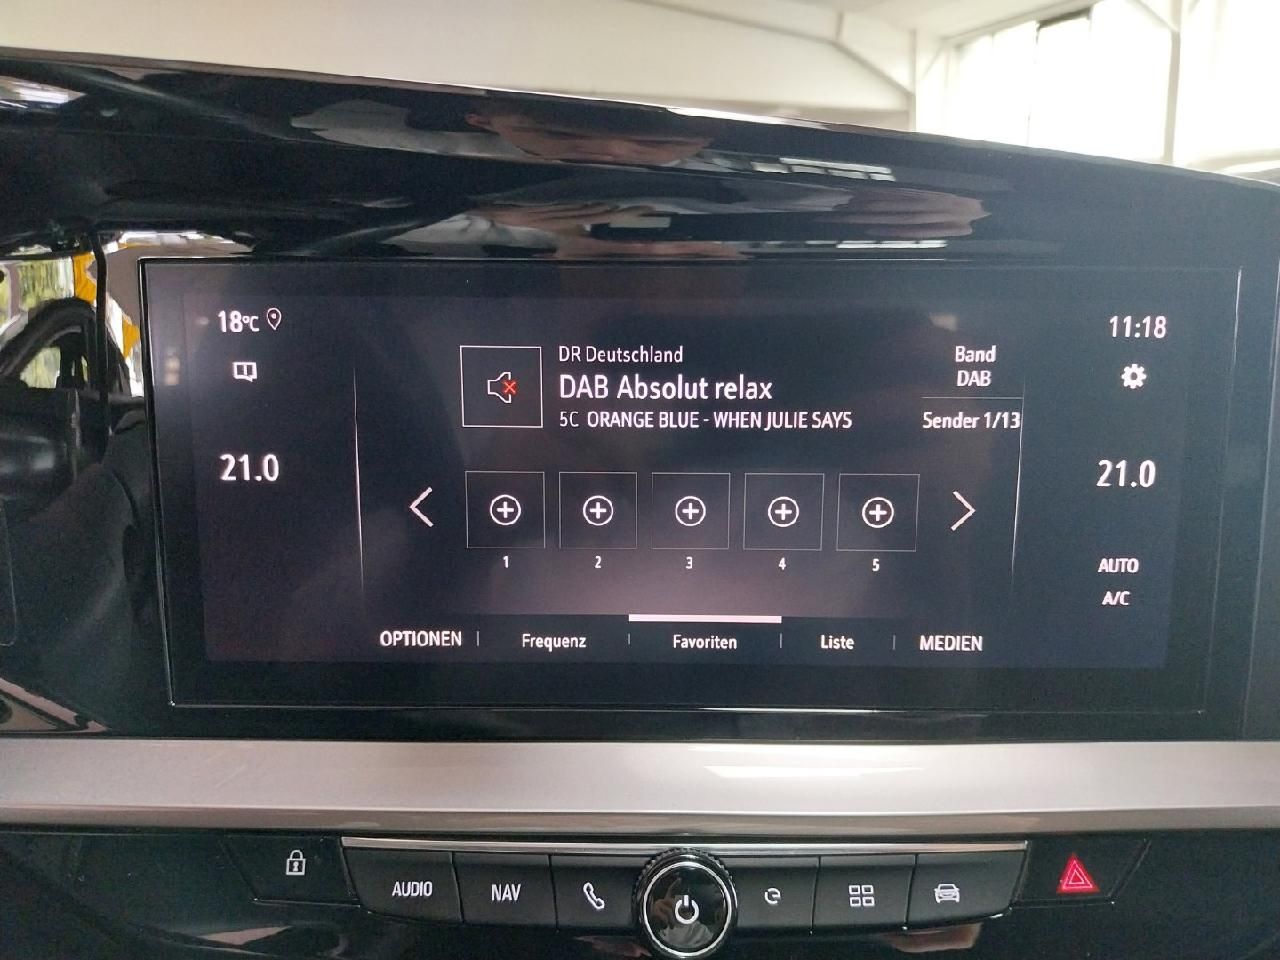 18°C
11:18
DR Deutschland
DAB Absolut relax
5C ORANGE BLUE - WHEN JULIE SAYS
Band
DAB
Sender 1/13
21.0
21.0
1 2 3 4 5
AUTO
A/C
OPTIONEN Frequenz Favoriten Liste MEDIEN
AUDIO NAV